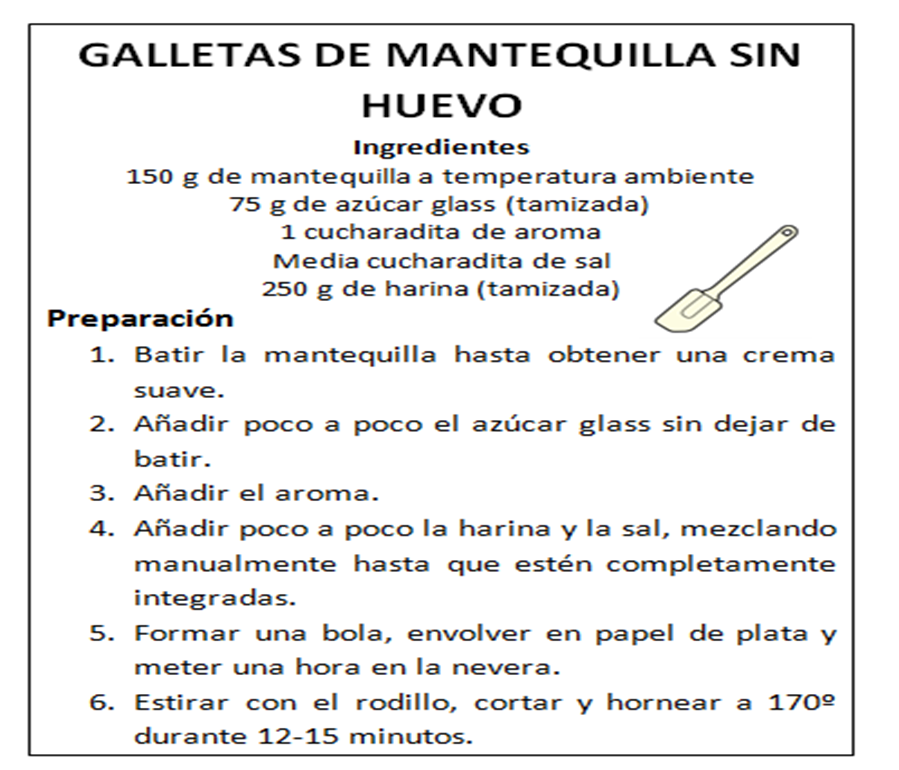 GALLETAS DE MANTEQUILLA SIN
HUEVO
Ingredientes
150 g de mantequilla a temperatura ambiente
75 g de azúcar glass (tamizada)
1 cucharadita de aroma
Media cucharadita de sal
250 g de harina (tamizada)
Preparación
1. Batir la mantequilla hasta obtener una crema
suave.
2. Añadir poco a poco el azúcar glass sin dejar de
batir.
3. Añadir el aroma.
4. Añadir poco a poco la harina y la sal, mezclando
manualmente hasta que estén completamente
integradas.
5. Formar una bola, envolver en papel de plata y
meter una hora en la nevera.
6. Estirar con el rodillo, cortar y hornear a 170º
durante 12-15 minutos.